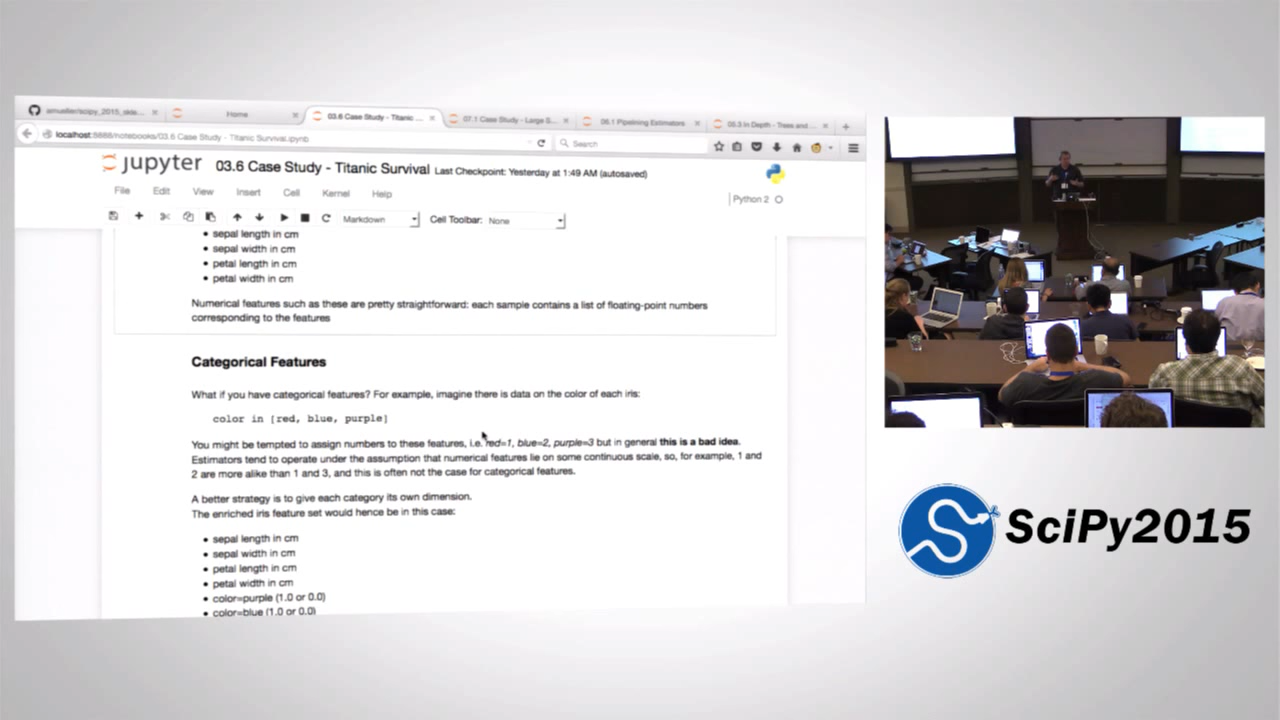 amueller/scipy_2015_skle...
Home
03.6 Case Study - Titanic ...
07.1 Case Study - Large S...
06.1 Pipelining Estimators
05.3 In Depth - Trees and ...
localhost:8888/notebooks/03.6 Case Study - Titanic Survival.ipynb
Search
jupyter 03.6 Case Study - Titanic Survival Last Checkpoint: Yesterday at 1:49 AM (autosaved)
File Edit View Insert Cell Kernel Help
Python 2
Markdown Cell Toolbar: None
• sepal length in cm
• sepal width in cm
• petal length in cm
• petal width in cm
Numerical features such as these are pretty straightforward: each sample contains a list of floating-point numbers
corresponding to the features
Categorical Features
What if you have categorical features? For example, imagine there is data on the color of each iris:
color in [red, blue, purple]
You might be tempted to assign numbers to these features, i.e. red=1, blue=2, purple=3 but in general this is a bad idea.
Estimators tend to operate under the assumption that numerical features lie on some continuous scale, so, for example, 1 and
2 are more alike than 1 and 3, and this is often not the case for categorical features.
A better strategy is to give each category its own dimension.
The enriched iris feature set would hence be in this case:
• sepal length in cm
• sepal width in cm
• petal length in cm
• petal width in cm
• color=purple (1.0 or 0.0)
• color=blue (1.0 or 0.0)
SciPy2015